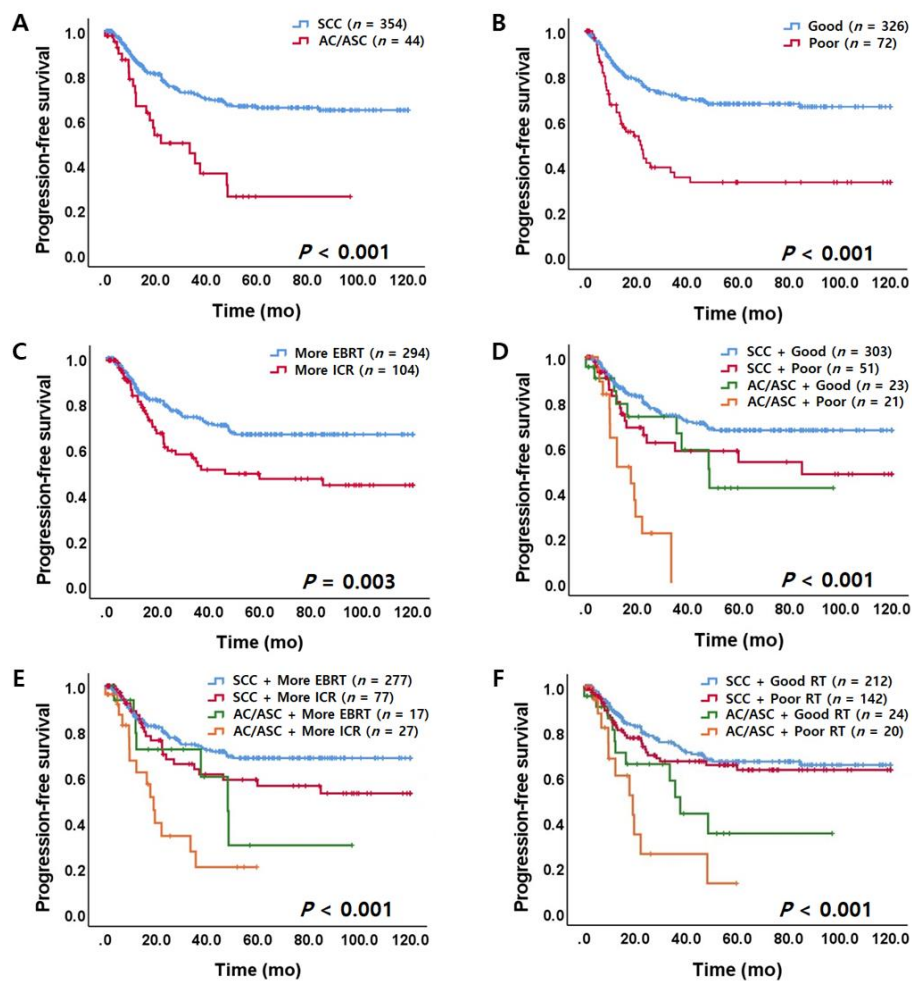 A
SCC (n = 354)
AC/ASC (n = 44)
Progression-free survival
1.0
0.8
0.6
0.4
0.2
0.0
P < 0.001
.0 20.0 40.0 60.0 80.0 100.0 120.0
Time (mo)
B
Good (n = 326)
Poor (n = 72)
Progression-free survival
1.0
0.8
0.6
0.4
0.2
0.0
P < 0.001
.0 20.0 40.0 60.0 80.0 100.0 120.0
Time (mo)
C
More EBRT (n = 294)
More ICR (n = 104)
Progression-free survival
1.0
0.8
0.6
0.4
0.2
0.0
P = 0.003
.0 20.0 40.0 60.0 80.0 100.0 120.0
Time (mo)
D
SCC + Good (n = 303)
SCC + Poor (n = 51)
AC/ASC + Good (n = 23)
AC/ASC + Poor (n = 21)
Progression-free survival
1.0
0.8
0.6
0.4
0.2
0.0
P < 0.001
.0 20.0 40.0 60.0 80.0 100.0 120.0
Time (mo)
E
SCC + More EBRT (n = 277)
SCC + More ICR (n = 77)
AC/ASC + More EBRT (n = 17)
AC/ASC + More ICR (n = 27)
Progression-free survival
1.0
0.8
0.6
0.4
0.2
0.0
P < 0.001
.0 20.0 40.0 60.0 80.0 100.0 120.0
Time (mo)
F
SCC + Good RT (n = 212)
SCC + Poor RT (n = 142)
AC/ASC + Good RT (n = 24)
AC/ASC + Poor RT (n = 20)
Progression-free survival
1.0
0.8
0.6
0.4
0.2
0.0
P < 0.001
.0 20.0 40.0 60.0 80.0 100.0 120.0
Time (mo)